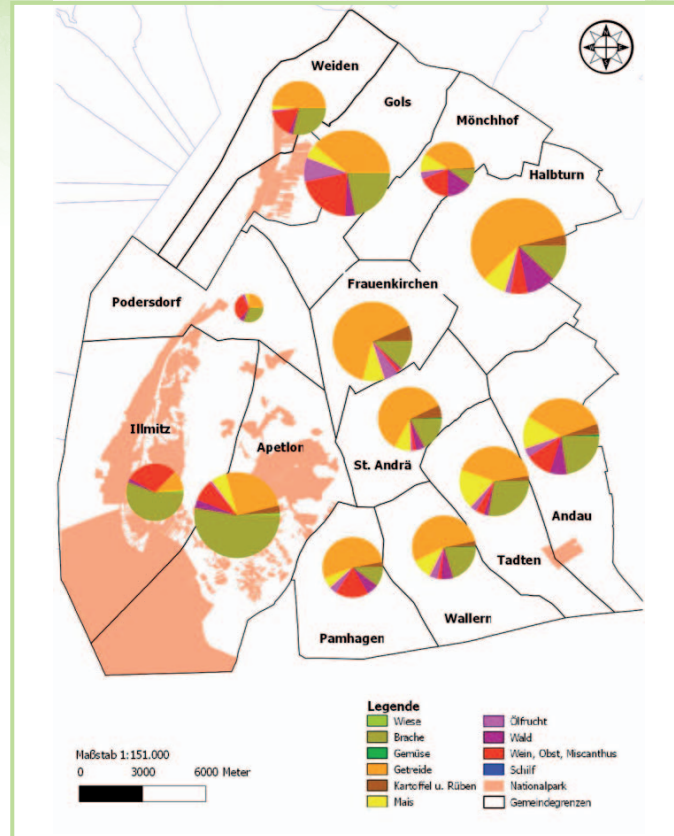 Weiden
Gols
Mönchhof
Halbturn
Podersdorf
Frauenkirchen
Illmitz
Apetlon
St. Andrä
Andau
Tadten
Pamhagen
Wallern
Legende
Wiese
Brache
Gemüse
Getreide
Kartoffel u. Rüben
Mais
Ölfrucht
Wald
Wein, Obst, Miscanthus
Schilf
Nationalpark
Gemeindegrenzen
Maßstab 1:151.000
0 3000 6000 Meter